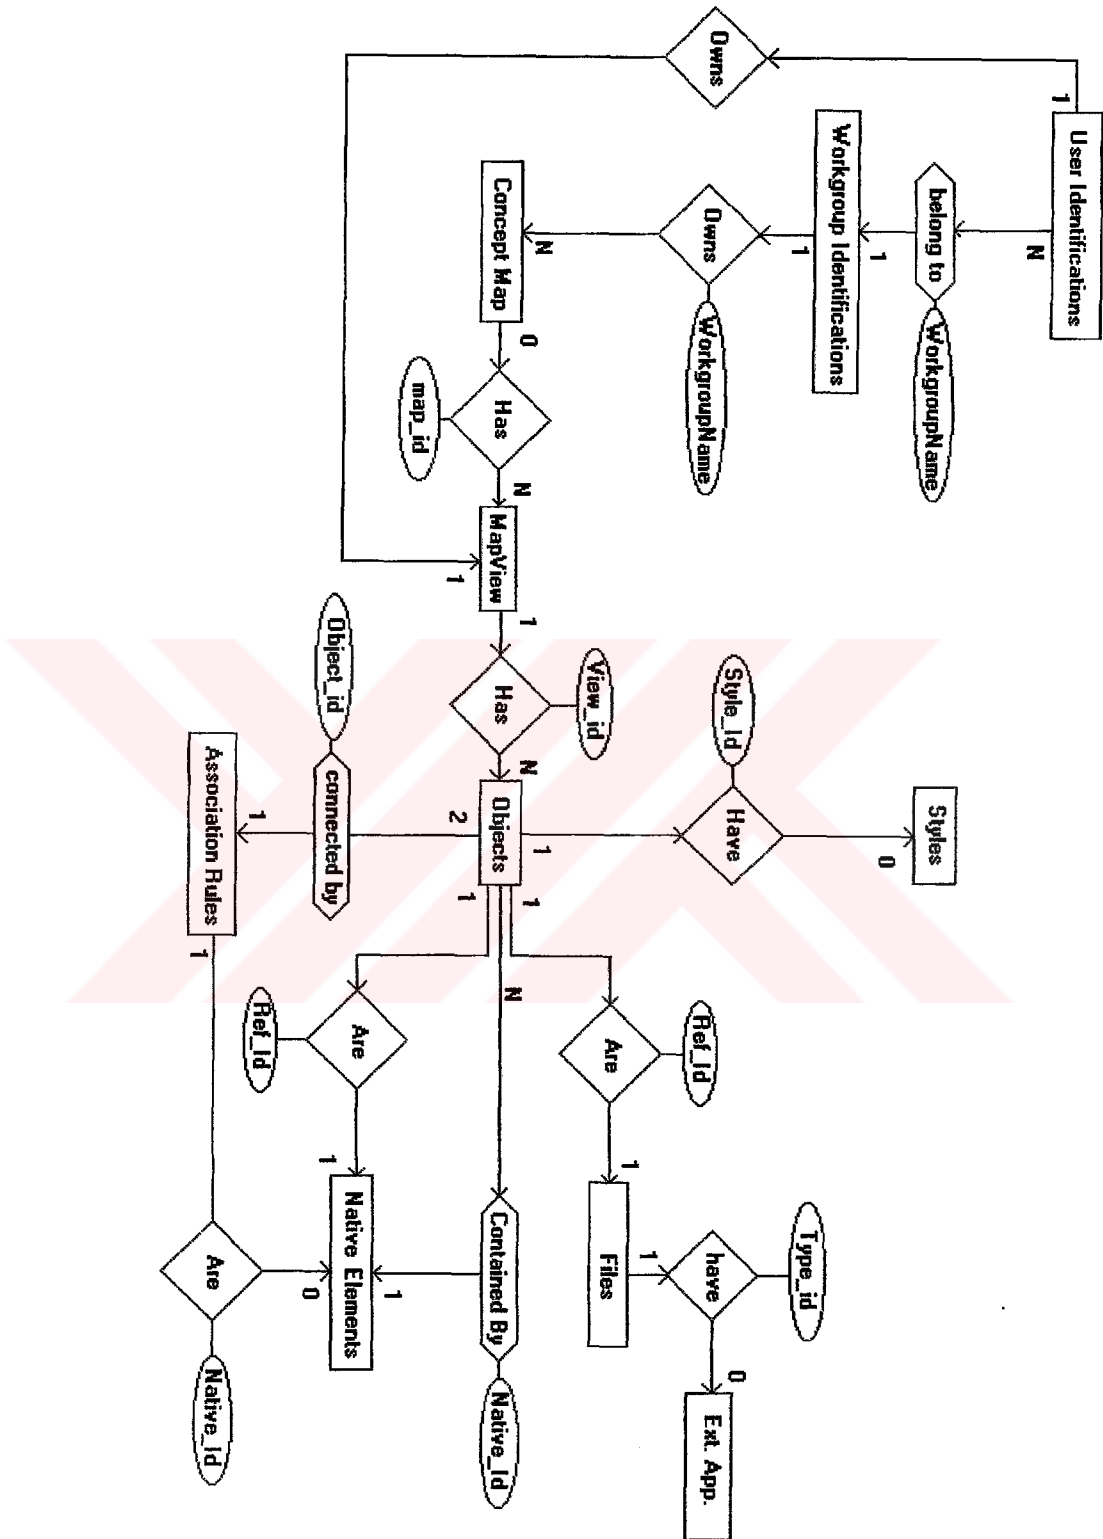 User Identifications
1
N
belong to
WorkgroupName
Styles
0
1
Workgroup Identifications
Type_id
1
Style_Id
Have
0
Owns
have
Ext. App.
Owns
WorkgroupName
Ref_Id
1
1
Are
Files
View_id
N
0
N
1
N
1
1
N
Concept Map
Has
MapView
Has
Objects
Contained By
Native_Id
1
2
1
map_id
1
Are
Native Elements
Object_id
connected by
1
0
Ref_Id
1
Association Rules
Are
Native_Id
1